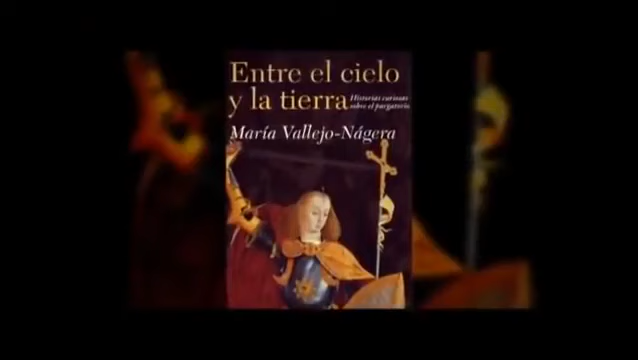 Entre el cielo
y la tierra
Historias curiosas
sobre el purgatorio
María Vallejo-Nágera